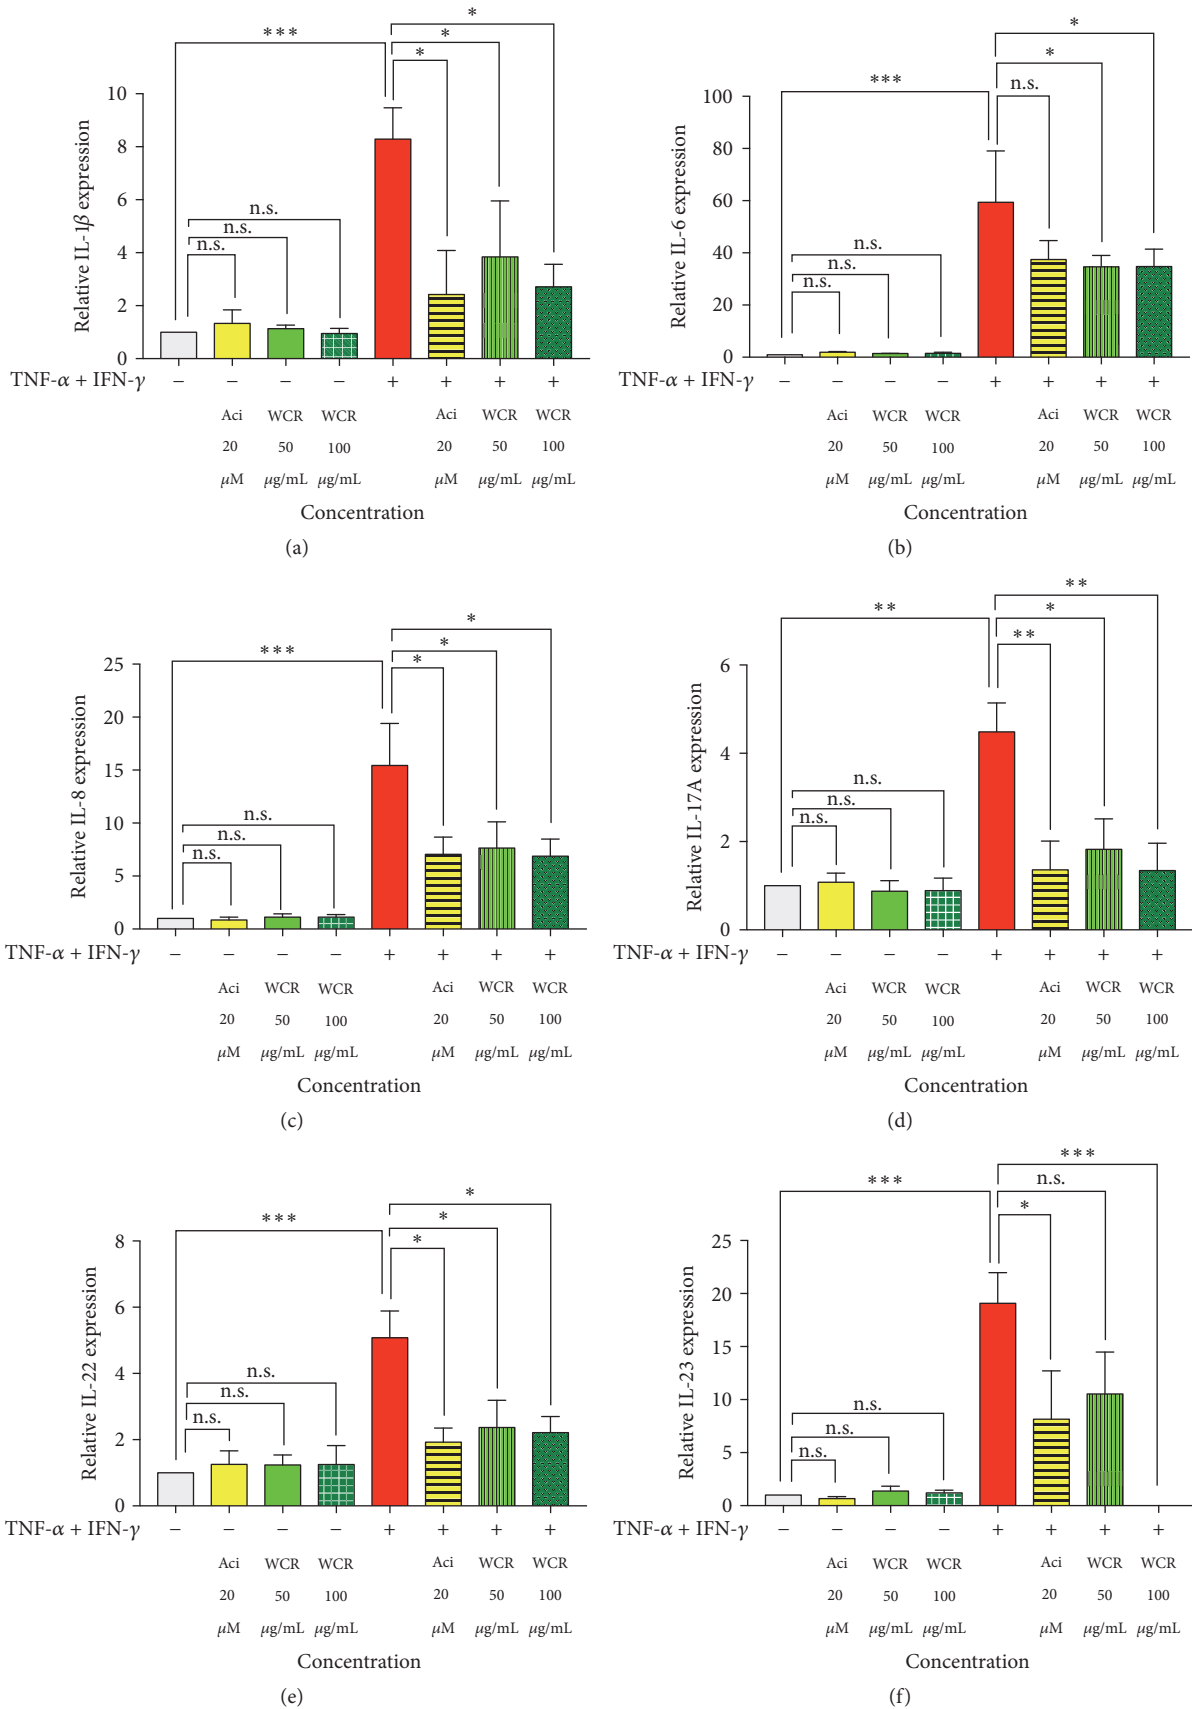 ***
*
*
*
n.s.
n.s.
n.s.
10
8
6
4
2
0
Relative IL-1β expression
TNF-α + IFN-γ – – – – + + + +
Aci WCR WCR Aci WCR WCR
20 50 100 20 50 100
μM μg/mL μg/mL μM μg/mL μg/mL
Concentration
(a)
*
*
n.s.
***
n.s.
n.s.
n.s.
100
80
60
40
20
0
Relative IL-6 expression
TNF-α + IFN-γ – – – – + + + +
Aci WCR WCR Aci WCR WCR
20 50 100 20 50 100
μM μg/mL μg/mL μM μg/mL μg/mL
Concentration
(b)
*
*
*
***
n.s.
n.s.
n.s.
25
20
15
10
5
0
Relative IL-8 expression
TNF-α + IFN-γ – – – – + + + +
Aci WCR WCR Aci WCR WCR
20 50 100 20 50 100
μM μg/mL μg/mL μM μg/mL μg/mL
Concentration
(c)
**
*
**
**
n.s.
n.s.
n.s.
6
4
2
0
Relative IL-17A expression
TNF-α + IFN-γ – – – – + + + +
Aci WCR WCR Aci WCR WCR
20 50 100 20 50 100
μM μg/mL μg/mL μM μg/mL μg/mL
Concentration
(d)
*
*
*
***
n.s.
n.s.
n.s.
8
6
4
2
0
Relative IL-22 expression
TNF-α + IFN-γ – – – – + + + +
Aci WCR WCR Aci WCR WCR
20 50 100 20 50 100
μM μg/mL μg/mL μM μg/mL μg/mL
Concentration
(e)
***
n.s.
*
***
n.s.
n.s.
n.s.
25
20
15
10
5
0
Relative IL-23 expression
TNF-α + IFN-γ – – – – + + + +
Aci WCR WCR Aci WCR WCR
20 50 100 20 50 100
μM μg/mL μg/mL μM μg/mL μg/mL
Concentration
(f)